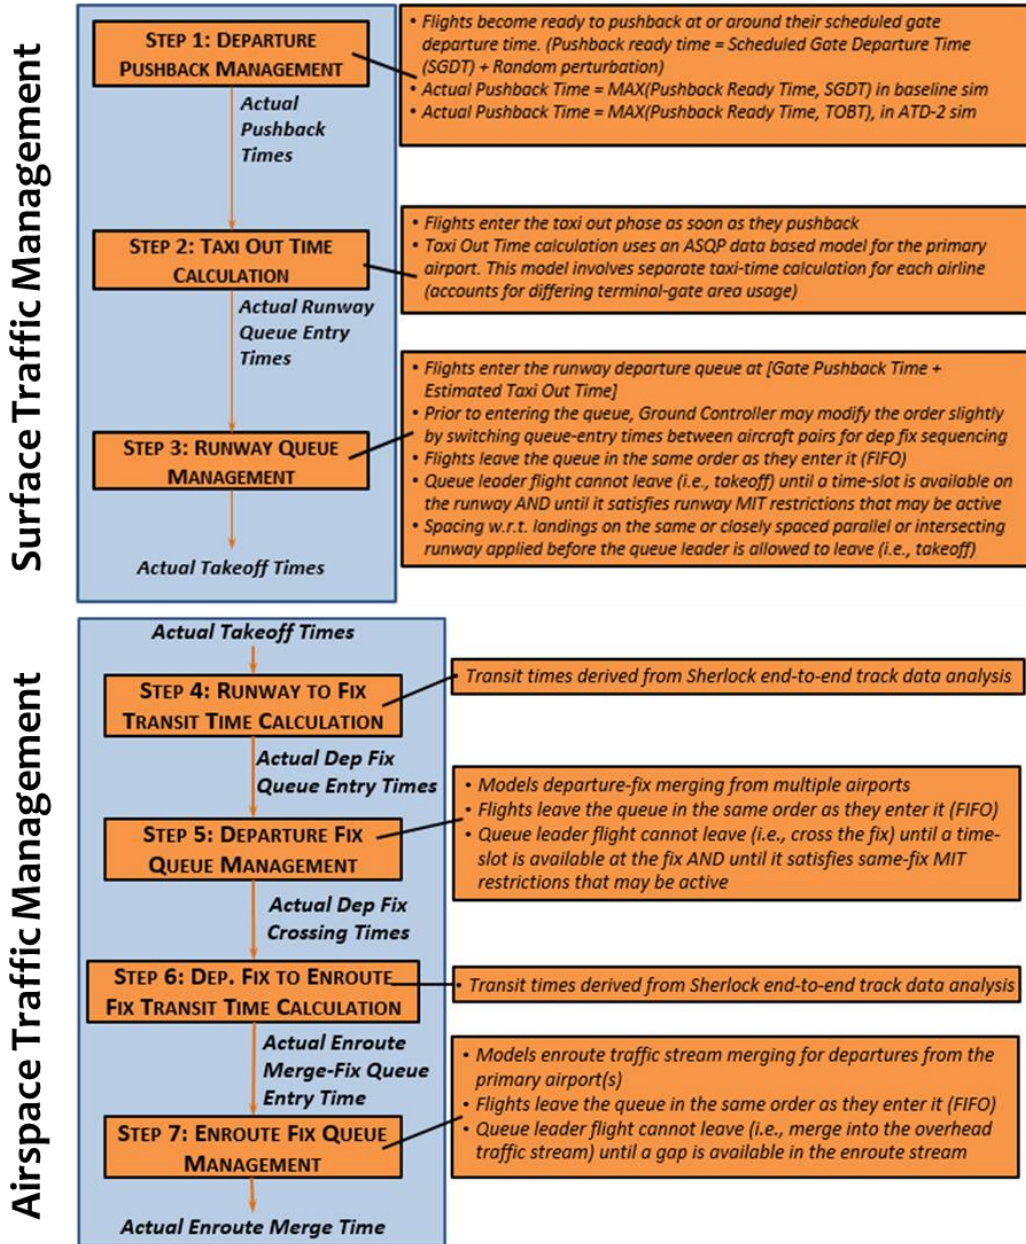 Surface Traffic Management
STEP 1: DEPARTURE
PUSHBACK MANAGEMENT
• Flights become ready to pushback at or around their scheduled gate
departure time. (Pushback ready time = Scheduled Gate Departure Time
(SGDT) + Random perturbation)
• Actual Pushback Time = MAX(Pushback Ready Time, SGDT) in baseline sim
• Actual Pushback Time = MAX(Pushback Ready Time, TOBT), in ATD-2 sim
Actual
Pushback
Times
STEP 2: TAXI OUT TIME
CALCULATION
• Flights enter the taxi out phase as soon as they pushback
• Taxi Out Time calculation uses an ASQP data based model for the primary
airport. This model involves separate taxi-time calculation for each airline
(accounts for differing terminal-gate area usage)
Actual Runway
Queue Entry
Times
STEP 3: RUNWAY QUEUE
MANAGEMENT
• Flights enter the runway departure queue at [Gate Pushback Time +
Estimated Taxi Out Time]
• Prior to entering the queue, Ground Controller may modify the order slightly
by switching queue-entry times between aircraft pairs for dep fix sequencing
• Flights leave the queue in the same order as they enter it (FIFO)
• Queue leader flight cannot leave (i.e., takeoff) until a time-slot is available on
the runway AND until it satisfies runway MIT restrictions that may be active
• Spacing w.r.t. landings on the same or closely spaced parallel or intersecting
runway applied before the queue leader is allowed to leave (i.e., takeoff)
Actual Takeoff Times
Airspace Trafffic Management
Actual Takeoff Times
STEP 4: RUNWAY TO FIX
TRANSIT TIME CALCULATION
• Transit times derived from Sherlock end-to-end track data analysis
Actual Dep Fix
Queue Entry Times
STEP 5: DEPARTURE FIX
QUEUE MANAGEMENT
• Models departure-fix merging from multiple airports
• Flights leave the queue in the same order as they enter it (FIFO)
• Queue leader flight cannot leave (i.e., cross the fix) until a time-
slot is available at the fix AND until it satisfies same-fix MIT
restrictions that may be active
Actual Dep Fix
Crossing Times
STEP 6: DEP. FIX TO ENROUTE
FIX TRANSIT TIME CALCULATION
• Transit times derived from Sherlock end-to-end track data analysis
Actual Enroute
Merge-Fix Queue
Entry Time
STEP 7: ENROUTE FIX QUEUE
MANAGEMENT
• Models enroute traffic stream merging for departures from the
primary airport(s)
• Flights leave the queue in the same order as they enter it (FIFO)
• Queue leader flight cannot leave (i.e., merge into the overhead
traffic stream) until a gap is available in the enroute stream
Actual Enroute Merge Time